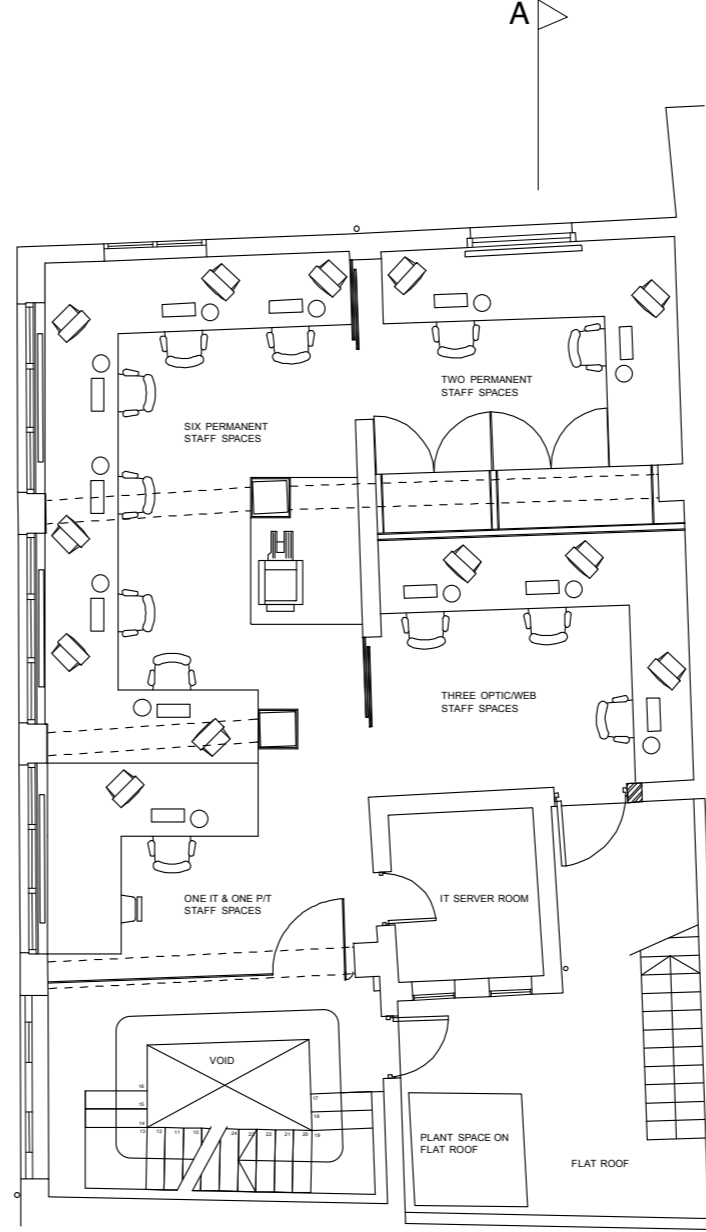 A
TWO PERMANENT
STAFF SPACES
SIX PERMANENT
STAFF SPACES
THREE OPTIC/WEB
STAFF SPACES
ONE IT & ONE P/T
STAFF SPACES
IT SERVER ROOM
VOID
16
15
14
13
12
11
10
24
23
22
21
20
19
18
17
PLANT SPACE ON
FLAT ROOF
FLAT ROOF